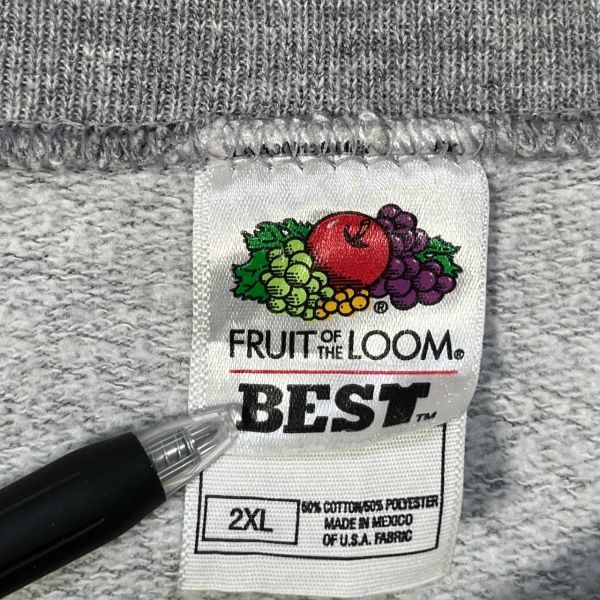 ®
FRUIT OF THE LOOM®
BEST™
2XL
50% COTTON/50% POLYESTER
MADE IN MEXICO
OF U.S.A. FABRIC